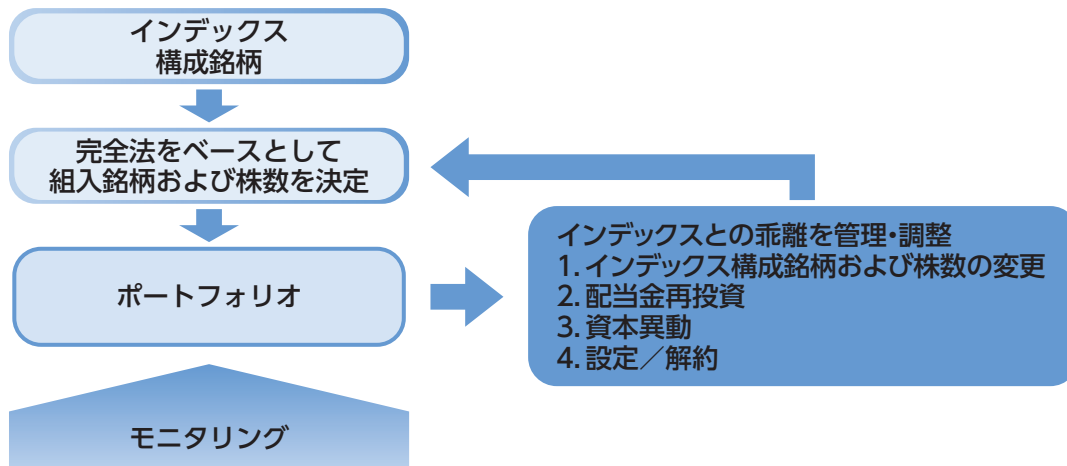 インデックス
構成銘柄
完全法をベースとして
組入銘柄および株数を決定
ポートフォリオ
インデックスとの乖離を管理・調整
1. インデックス構成銘柄および株数の変更
2. 配当金再投資
3. 資本異動
4. 設定／解約
モニタリング